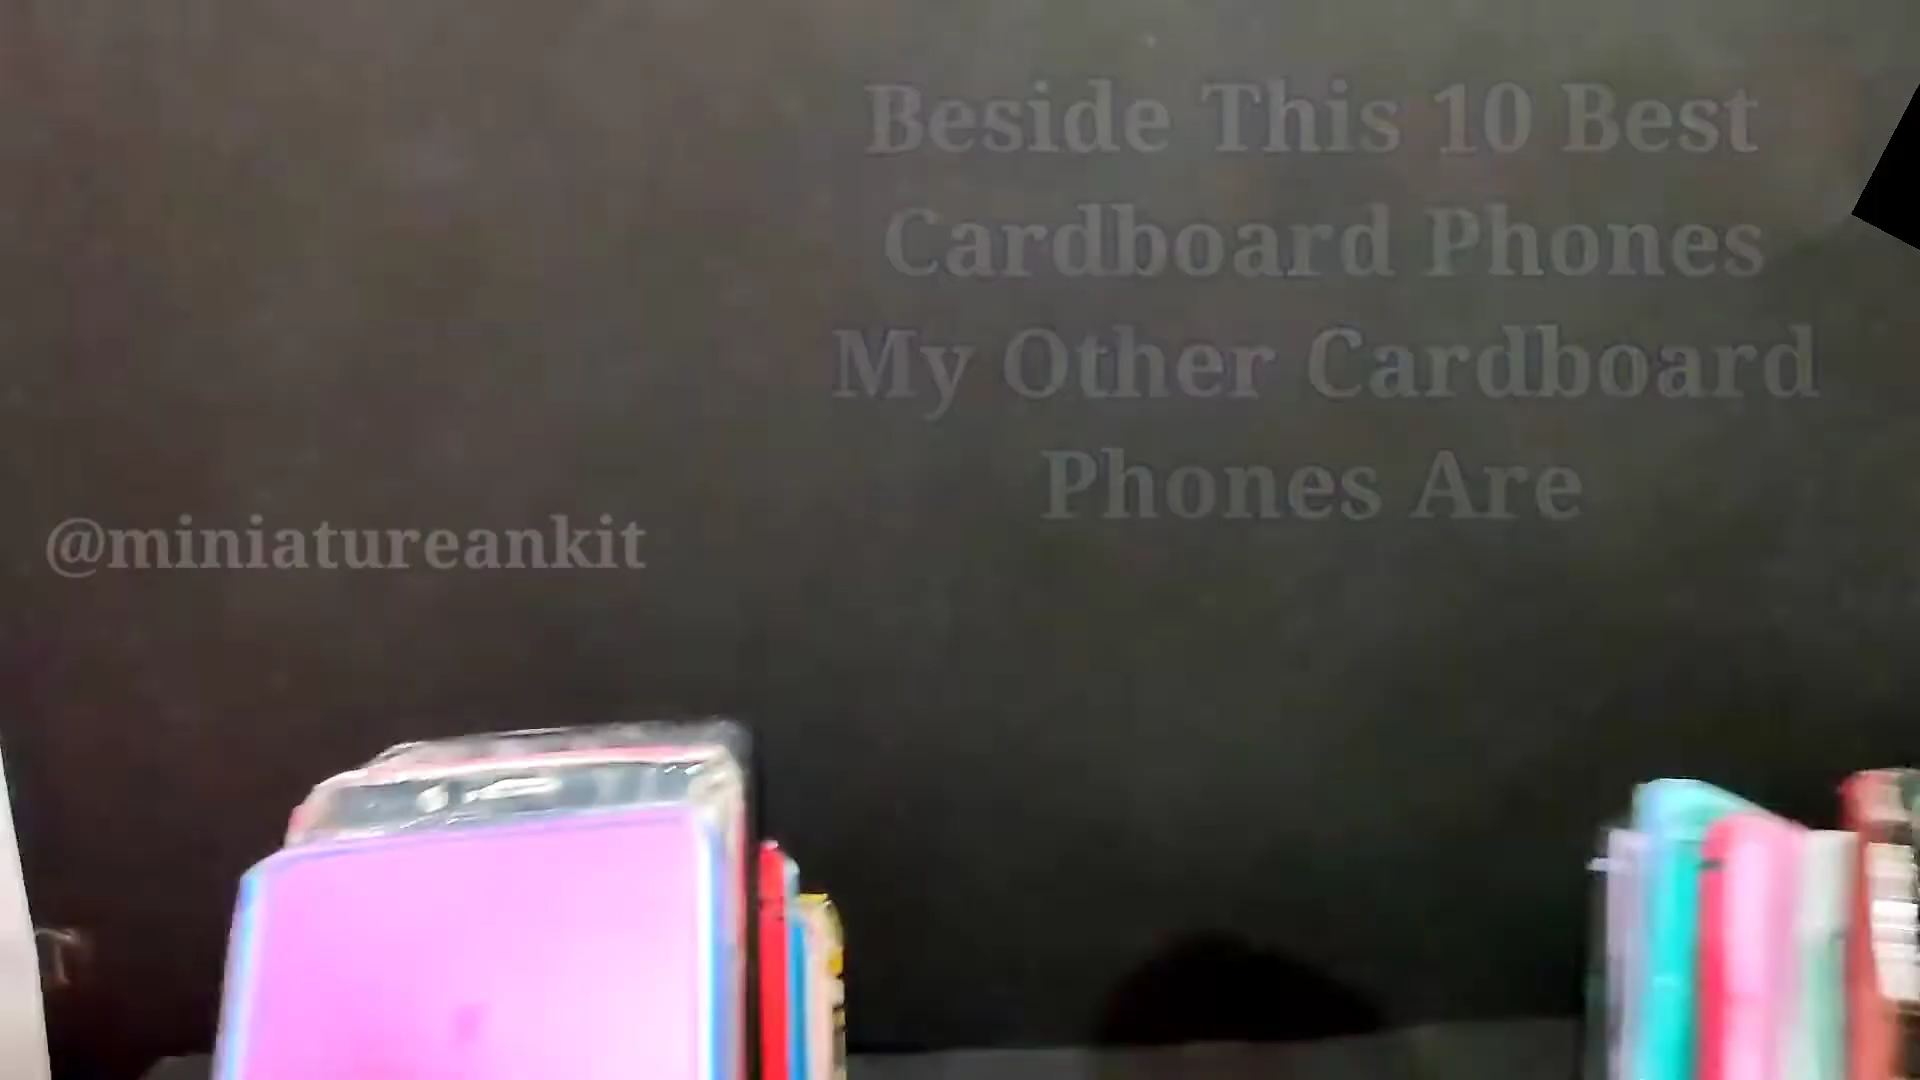 Beside This 10 Best
Cardboard Phones
My Other Cardboard
Phones Are
@miniatureankit